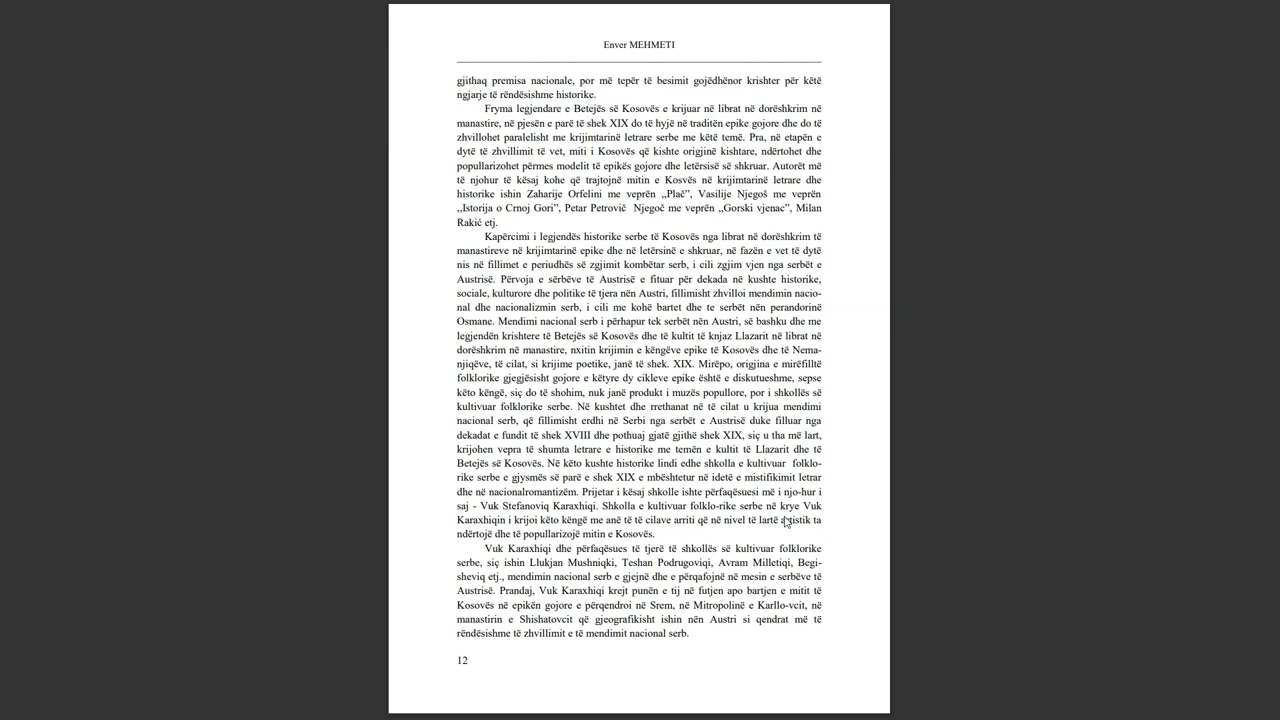 Enver MEHMETI
gjithaq premisa nacionale, por më tepër të besimit gojëdhënor krishter për këtë
ngjarje të rëndësishme historike.
Fryma legjendare e Betejës së Kosovës e krijuar në librat në dorëshkrim në
manastire, në pjesën e parë të shek XIX do të hyjë në traditën epike gojore dhe do të
zhvillohet paralelisht me krijimtarinë letrare serbe me këtë temë. Pra, në etapën e
dytë të zhvillimit të vet, miti i Kosovës që kishte origjinë kishtare, ndërtohet dhe
popullarizohet përmes modelit të epikës gojore dhe letërsisë së shkruar. Autorët më
të njohur të kësaj kohe që trajtojnë mitin e Kosvës në krijimtarinë letrare dhe
historike ishin Zaharije Orfelini me veprën ,,Plač”, Vasilije Njegoš me veprën
,,Istorija o Crnoj Gori”, Petar Petrovič  Njegoč me veprën ,,Gorski vjenac”, Milan
Rakić etj.
Kapërcimi i legjendës historike serbe të Kosovës nga librat në dorëshkrim të
manastireve në krijimtarinë epike dhe në letërsinë e shkruar, në fazën e vet të dytë
nis në fillimet e periudhës së zgjimit kombëtar serb, i cili zgjim vjen nga serbët e
Austrisë. Përvoja e sërbëve të Austrisë e fituar për dekada në kushte historike,
sociale, kulturore dhe politike të tjera nën Austri, fillimisht zhvilloi mendimin nacio-
nal dhe nacionalizmin serb, i cili me kohë bartet dhe te serbët nën perandorinë
Osmane. Mendimi nacional serb i përhapur tek serbët nën Austri, së bashku dhe me
legjendën krishtere të Betejës së Kosovës dhe të kultit të knjaz Llazarit në librat në
dorëshkrim në manastire, nxitin krijimin e këngëve epike të Kosovës dhe të Nema-
njiqëve, të cilat, si krijime poetike, janë të shek. XIX. Mirëpo, origjina e mirëfilltë
folklorike gjegjësisht gojore e këtyre dy cikleve epike është e diskutueshme, sepse
këto këngë, siç do të shohim, nuk janë produkt i muzës popullore, por i shkollës së
kultivuar folklorike serbe. Në kushtet dhe rrethanat në të cilat u krijua mendimi
nacional serb, që fillimisht erdhi në Serbi nga serbët e Austrisë duke filluar nga
dekadat e fundit të shek XVIII dhe pothuaj gjatë gjithë shek XIX, siç u tha më lart,
krijohen vepra të shumta letrare e historike me temën e kultit të Llazarit dhe të
Betejës së Kosovës. Në këto kushte historike lindi edhe shkolla e kultivuar  folklo-
rike serbe e gjysmës së parë e shek XIX e mbështetur në idetë e mistifikimit letrar
dhe në nacionalromantizëm. Prijetar i kësaj shkolle ishte përfaqësuesi më i njo-hur i
saj - Vuk Stefanoviq Karaxhiqi. Shkolla e kultivuar folklo-rike serbe në krye Vuk
Karaxhiqin i krijoi këto këngë me anë të të cilave arriti që në nivel të lartë artistik ta
ndërtojë dhe të popullarizojë mitin e Kosovës.
Vuk Karaxhiqi dhe përfaqësues të tjerë të shkollës së kultivuar folklorike
serbe, siç ishin Llukjan Mushniqki, Teshan Podrugoviqi, Avram Milletiqi, Begi-
sheviq etj., mendimin nacional serb e gjejnë dhe e përqafojnë në mesin e serbëve të
Austrisë. Prandaj, Vuk Karaxhiqi krejt punën e tij në futjen apo bartjen e mitit të
Kosovës në epikën gojore e përqendroi në Srem, në Mitropolinë e Karllo-vcit, në
manastirin e Shishatovcit që gjeografikisht ishin nën Austri si qendrat më të
rëndësishme të zhvillimit e të mendimit nacional serb.
12